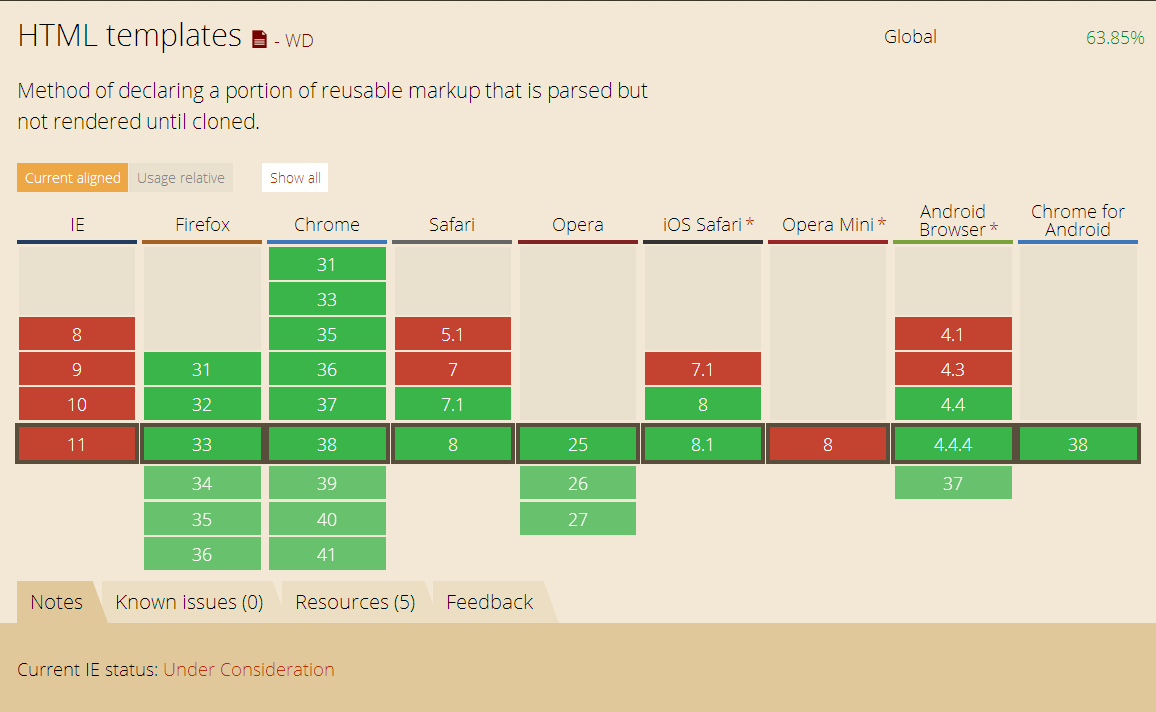 HTML templates - WD Global 63.85%
Method of declaring a portion of reusable markup that is parsed but
not rendered until cloned.
Current aligned Usage relative Show all
IE Firefox Chrome Safari Opera iOS Safari* Opera Mini* Android Browser* Chrome for Android
31
33
8 35 5.1 4.1
9 31 36 7 7.1 4.3
10 32 37 7.1 8 4.4
11 33 38 8 25 8.1 8 4.4.4 38
34 39 26 37
35 40 27
36 41
Notes Known issues (0) Resources (5) Feedback
Current IE status: Under Consideration